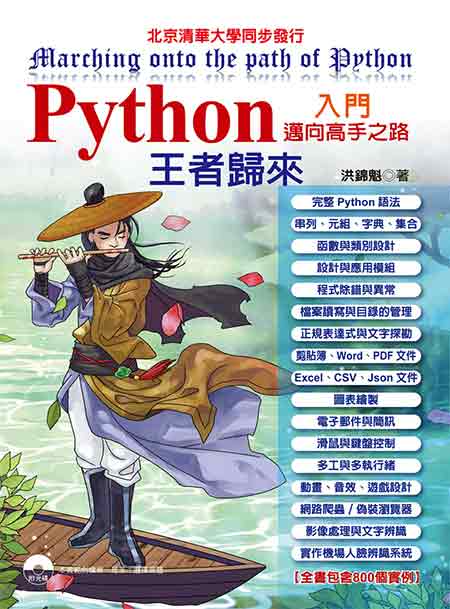 北京清華大學同步發行
Marching onto the path of Python
Python 入門
邁向高手之路
王者歸來
洪錦魁◎著
完整 Python 語法
串列、元組、字典、集合
函數與類別設計
設計與應用模組
程式除錯與異常
檔案讀寫與目錄的管理
正規表達式與文字探勘
剪貼簿、Word、PDF 文件
Excel、CSV、Json 文件
圖表繪製
電子郵件與簡訊
滑鼠與鍵盤控制
多工與多執行緒
動畫、音效、遊戲設計
網路爬蟲 / 偽裝瀏覽器
影像處理與文字辨識
實作機場人臉辨識系統
【全書包含800個實例】
附光碟